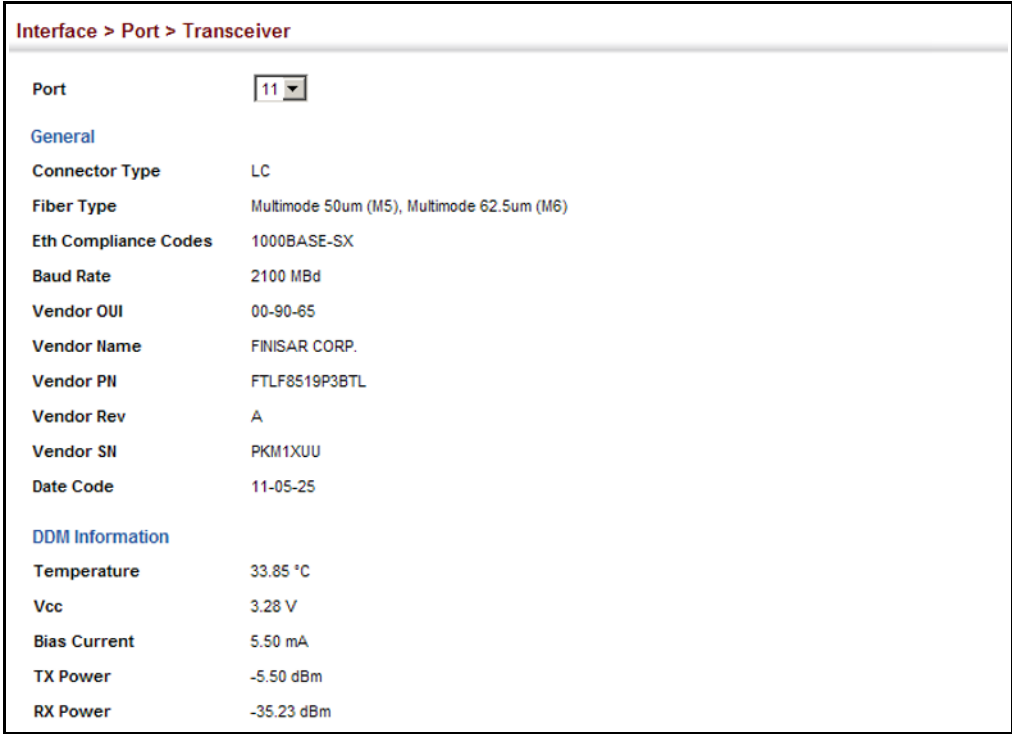 Interface > Port > Transceiver
Port 11
General
Connector Type LC
Fiber Type Multimode 50um (M5), Multimode 62.5um (M6)
Eth Compliance Codes 1000BASE-SX
Baud Rate 2100 MBd
Vendor OUI 00-90-65
Vendor Name FINISAR CORP.
Vendor PN FTLF8519P3BTL
Vendor Rev A
Vendor SN PKM1XUU
Date Code 11-05-25
DDM Information
Temperature 33.85 °C
Vcc 3.28 V
Bias Current 5.50 mA
TX Power -5.50 dBm
RX Power -35.23 dBm